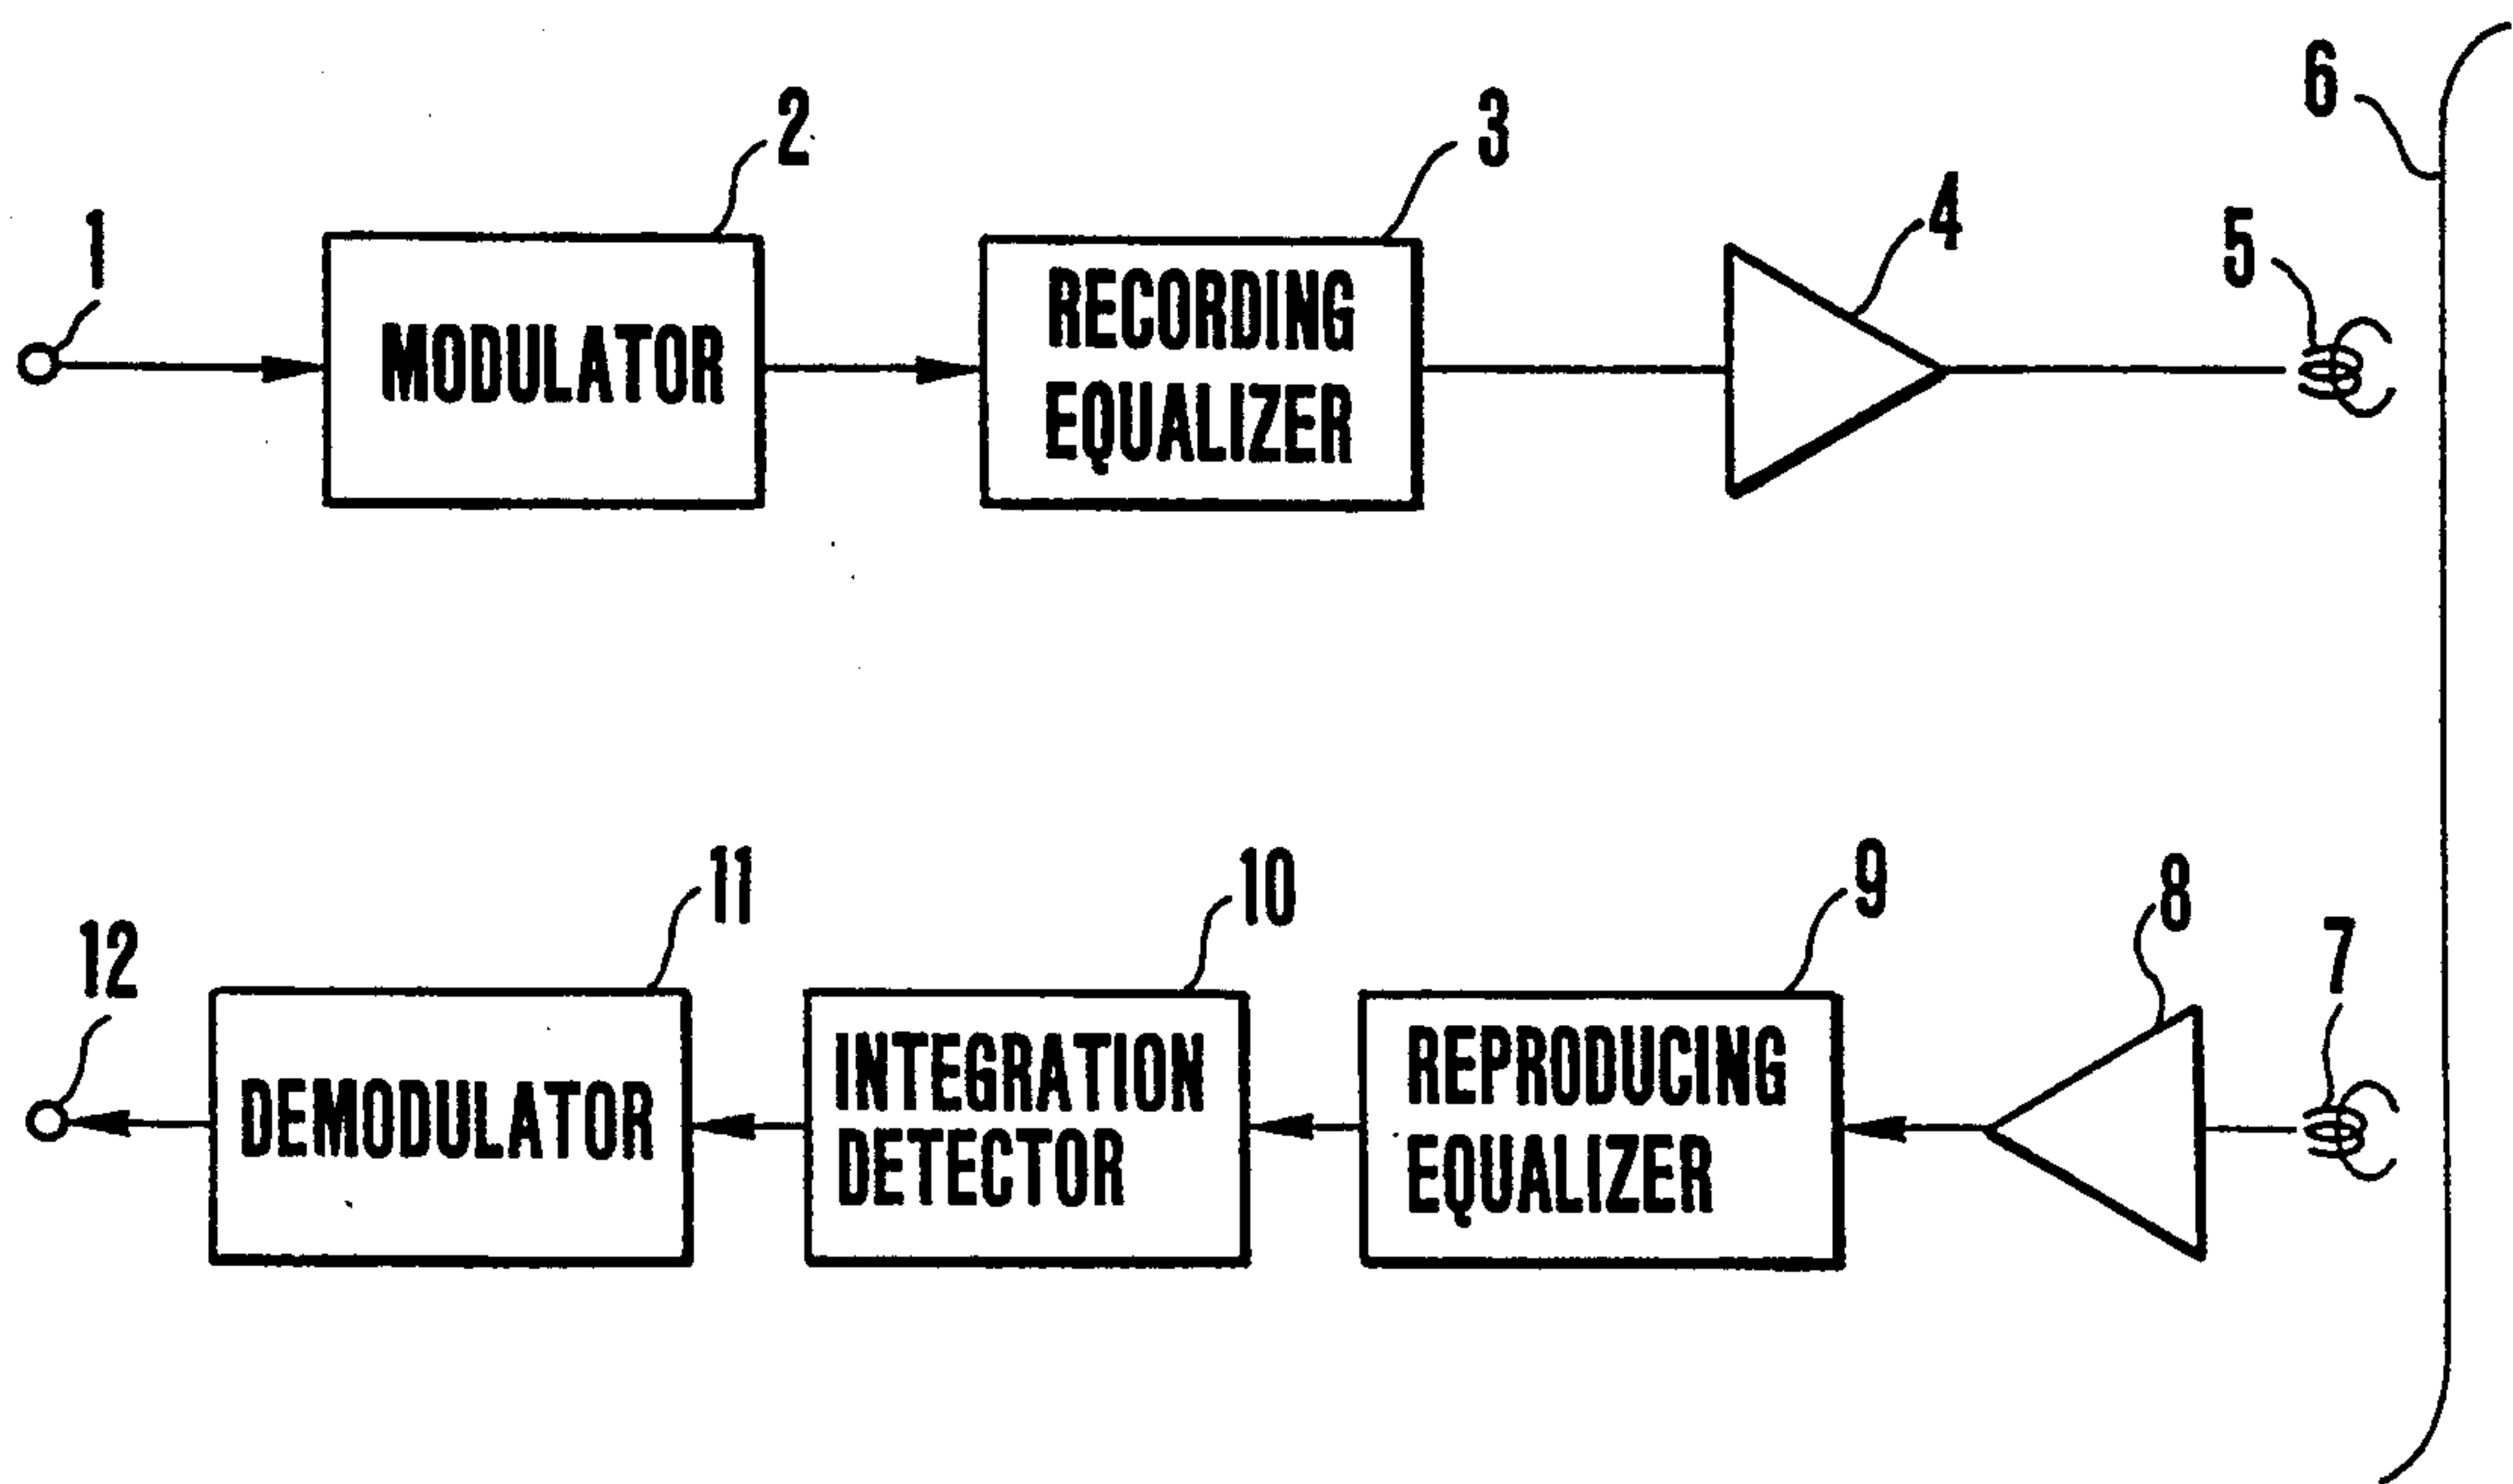 1
2
3
4
5
6
MODULATOR
RECORDING
EQUALIZER
12
11
10
9
8
7
DEMODULATOR
INTEGRATION
DETECTOR
REPRODUCING
EQUALIZER